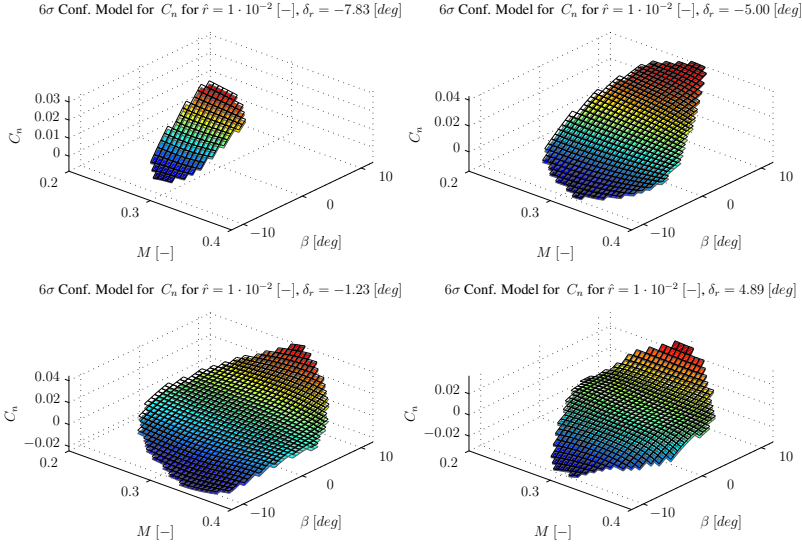 6σ Conf. Model for C_n for r̂ = 1 · 10⁻² [−], δ_r = −7.83 [deg]
0.03
0.02
0.01
0
C_n
0.2
0.3
0.4
M [−]
−10
0
10
β [deg]
6σ Conf. Model for C_n for r̂ = 1 · 10⁻² [−], δ_r = −5.00 [deg]
0.04
0.02
0
C_n
0.2
0.3
0.4
M [−]
−10
0
10
β [deg]
6σ Conf. Model for C_n for r̂ = 1 · 10⁻² [−], δ_r = −1.23 [deg]
0.04
0.02
0
−0.02
C_n
0.2
0.3
0.4
M [−]
−10
0
10
β [deg]
6σ Conf. Model for C_n for r̂ = 1 · 10⁻² [−], δ_r = 4.89 [deg]
0.02
0
−0.02
C_n
0.2
0.3
0.4
M [−]
−10
0
10
β [deg]